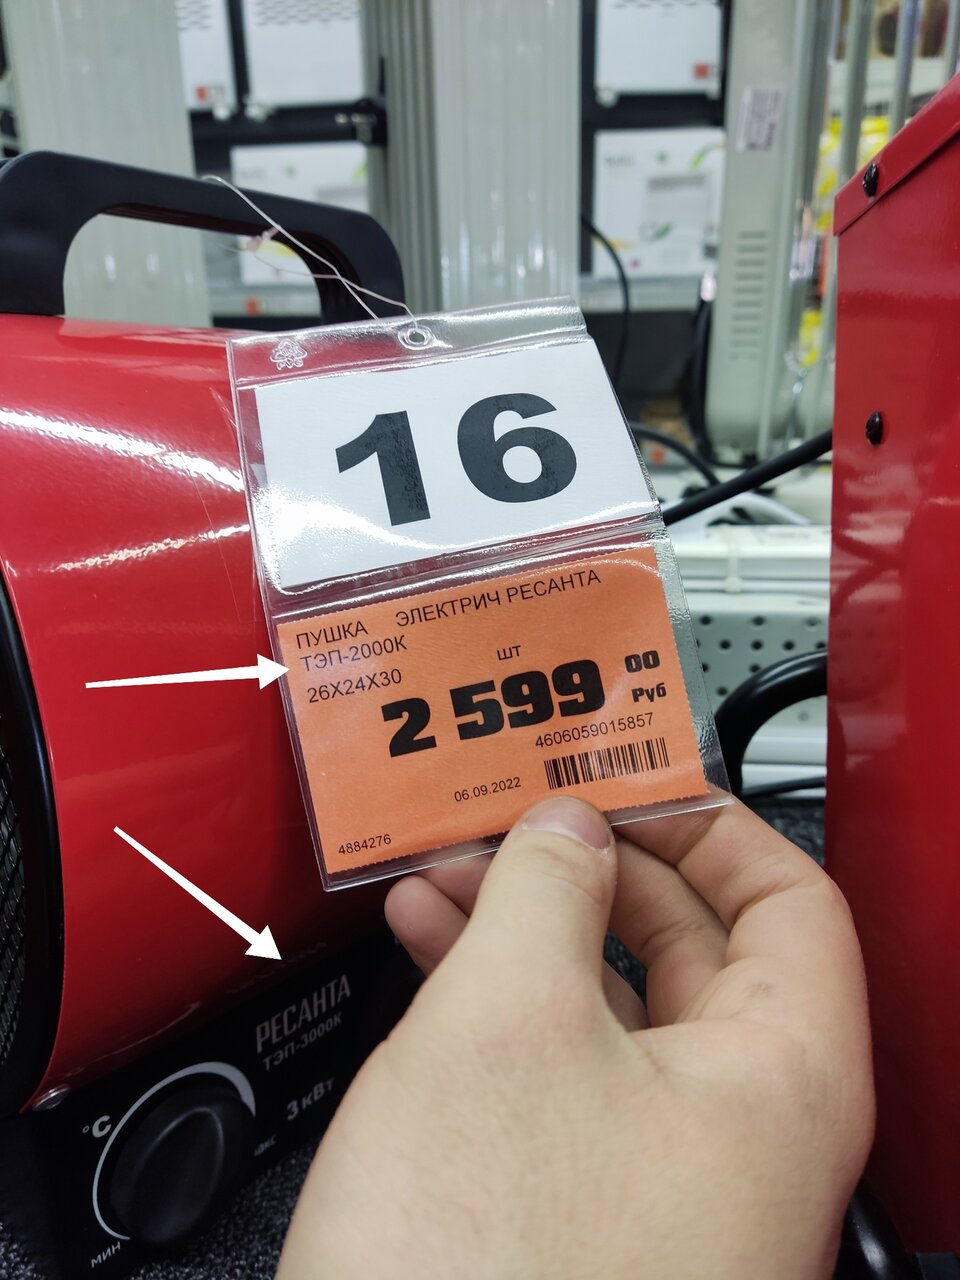 16
ПУШКА ЭЛЕКТРИЧ РЕСАНТА
ТЭП-2000К
26Х24Х30
шт
2 599 00
Руб
4606059015857
06.09.2022
4884276
РЕСАНТА
ТЭП-3000К
3 кВт
°C
мин